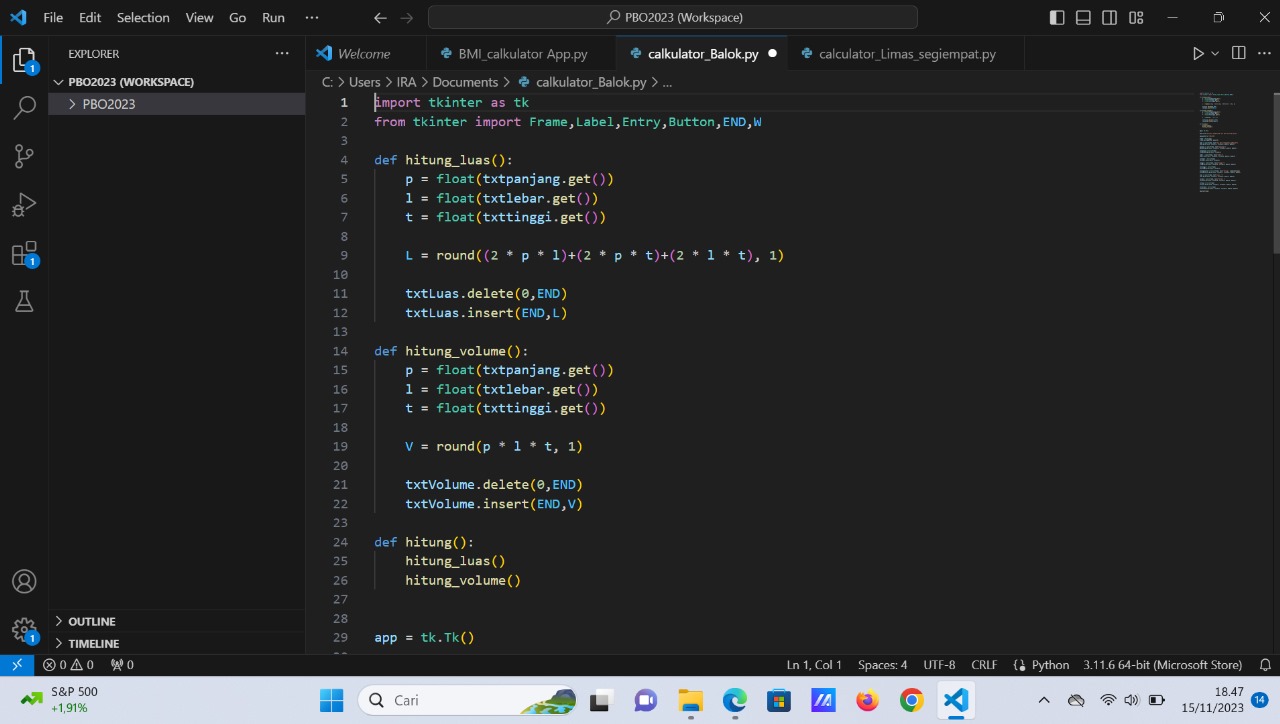 File Edit Selection View Go Run ··· PBO2023 (Workspace)
EXPLORER ···
Welcome
BMI_calkulator App.py
calkulator_Balok.py
calculator_Limas_segiempat.py
PBO2023 (WORKSPACE)
PBO2023
C: > Users > IRA > Documents > calkulator_Balok.py > ...
1 import tkinter as tk
2 from tkinter import Frame,Label,Entry,Button,END,W
3
4 def hitung_luas():
5 p = float(txtpanjang.get())
6 l = float(txtlebar.get())
7 t = float(txttinggi.get())
8
9 L = round((2 * p * l)+(2 * p * t)+(2 * l * t), 1)
10
11 txtLuas.delete(0,END)
12 txtLuas.insert(END,L)
13
14 def hitung_volume():
15 p = float(txtpanjang.get())
16 l = float(txtlebar.get())
17 t = float(txttinggi.get())
18
19 V = round(p * l * t, 1)
20
21 txtVolume.delete(0,END)
22 txtVolume.insert(END,V)
23
24 def hitung():
25 hitung_luas()
26 hitung_volume()
27
28
29 app = tk.Tk()
1
1
1
OUTLINE
TIMELINE
0 0 0 Ln 1, Col 1 Spaces: 4 UTF-8 CRLF Python 3.11.6 64-bit (Microsoft Store)
S&P 500
+1,91%
Cari
18.47
15/11/2023
14